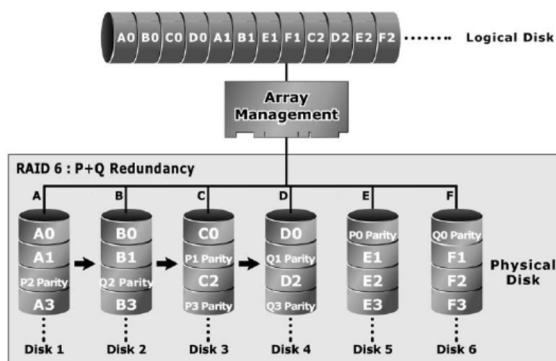 A0 B0 C0 D0 A1 B1 E1 F1 C2 D2 E2 F2 Logical Disk
Array
Management
RAID 6 : P+Q Redundancy
A B C D E F
A0 B0 C0 D0 P0 Parity Q0 Parity
A1 B1 P1 Parity Q1 Parity E1 F1
P2 Parity Q2 Parity C2 D2 E2 F2
A3 B3 P3 Parity Q3 Parity E3 F3
Physical
Disk
Disk 1 Disk 2 Disk 3 Disk 4 Disk 5 Disk 6